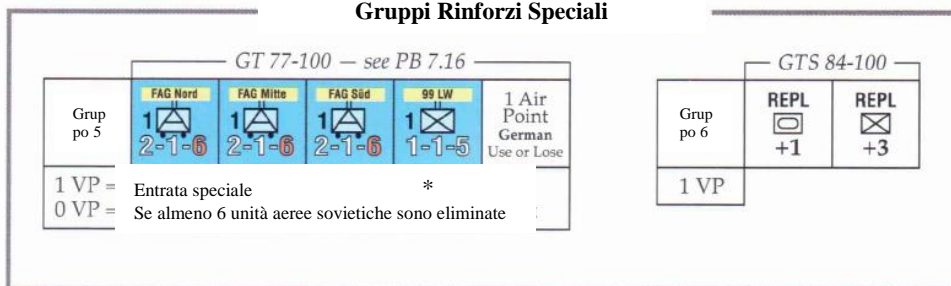 Gruppi Rinforzi Speciali
GT 77-100 — see PB 7.16
Grup
po 5
FAG Nord
1
2-1-6
FAG Mitte
1
2-1-6
FAG Süd
1
2-1-6
99 LW
1
1-1-5
1 Air
Point
German
Use or Lose
1 VP =
0 VP =
Entrata speciale *
Se almeno 6 unità aeree sovietiche sono eliminate
GTS 84-100
Grup
po 6
REPL
+1
REPL
+3
1 VP